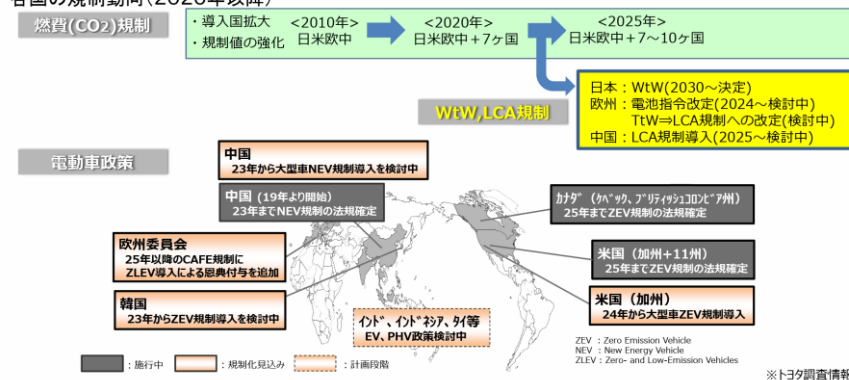 各国の規制動向(2020年以降)
燃費(CO₂)規制
・導入国拡大
・規制値の強化
<2010年>
日米欧中
<2020年>
日米欧中+7ヶ国
<2025年>
日米欧中+7~10ヶ国
WtW,LCA規制
日本:WtW(2030~決定)
欧州:電池指令改定(2024~検討中)
TtW⇒LCA規制への改定(検討中)
中国:LCA規制導入(2025~検討中)
電動車政策
中国
23年から大型車NEV規制導入を検討中
中国 (19年より開始)
23年までNEV規制の法規確定
カナダ (ケベック、ブリティッシュコロンビア州)
25年までZEV規制の法規確定
欧州委員会
25年以降のCAFE規制に
ZLEV導入による恩典付与を追加
米国(加州+11州)
25年までZEV規制の法規確定
韓国
23年からZEV規制導入を検討中
米国(加州)
24年から大型車ZEV規制導入
インド、インドネシア、タイ等
EV、PHV政策検討中
ZEV : Zero Emission Vehicle
NEV : New Energy Vehicle
ZLEV : Zero- and Low-Emission Vehicles
:施行中
:規制化見込み
:計画段階
※トヨタ調査情報